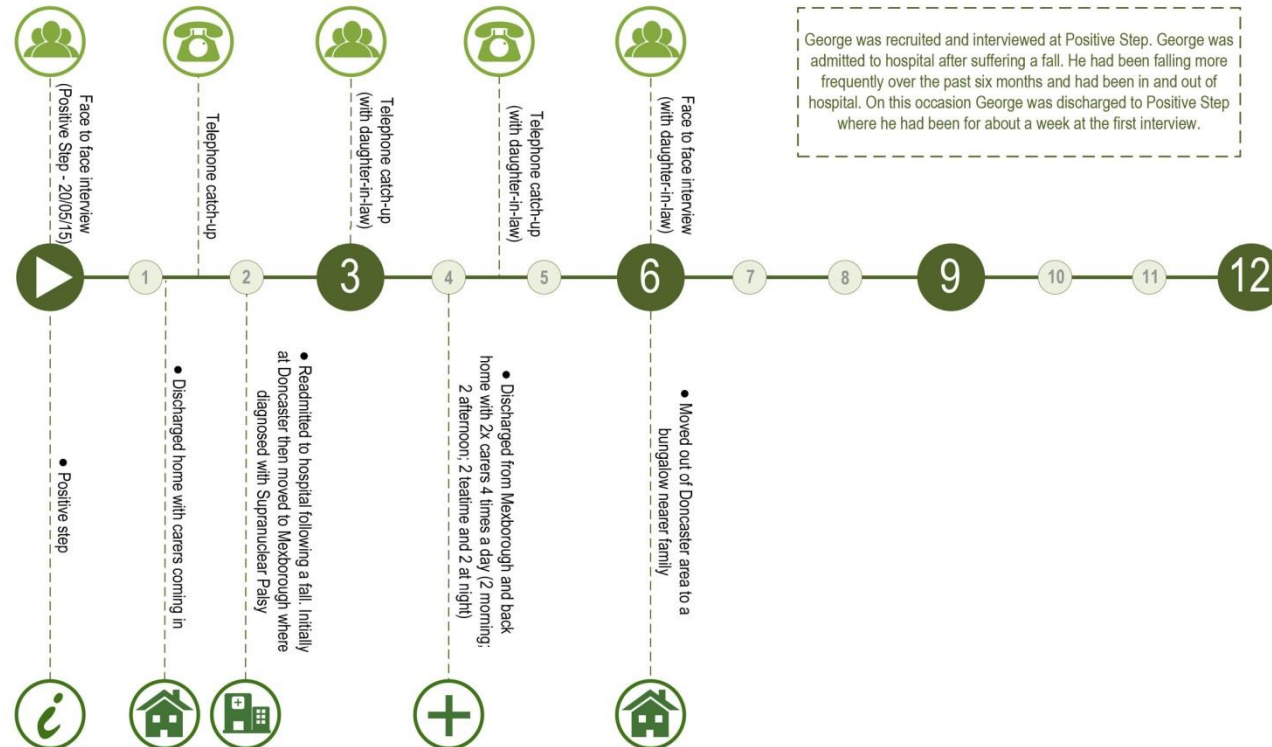 George was recruited and interviewed at Positive Step. George was
admitted to hospital after suffering a fall. He had been falling more
frequently over the past six months and had been in and out of
hospital. On this occasion George was discharged to Positive Step
where he had been for about a week at the first interview.
Face to face interview
(Positive Step - 20/05/15)
Telephone catch-up
Telephone catch-up
(with daughter-in-law)
Telephone catch-up
(with daughter-in-law)
Face to face interview
(with daughter-in-law)
1
2
3
4
5
6
7
8
9
10
11
12
• Positive step
• Discharged home with carers coming in
• Readmitted to hospital following a fall. Initially
at Doncaster then moved to Mexborough where
diagnosed with Supranuclear Palsy
• Discharged from Mexborough and back
home with 2x carers 4 times a day (2 morning;
2 afternoon; 2 teatime and 2 at night)
• Moved out of Doncaster area to a
bungalow nearer family
i